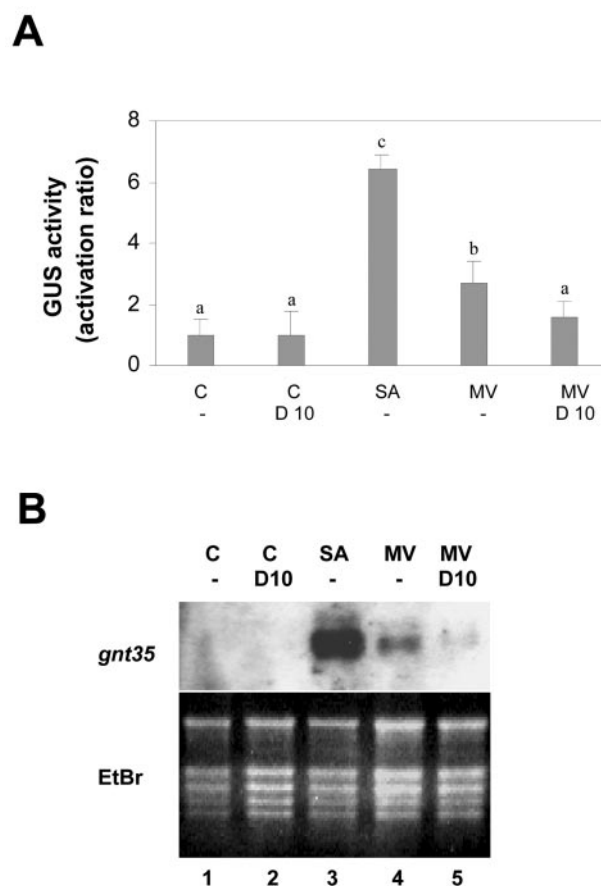 A
GUS activity
(activation ratio)
8
6
4
2
0
a
a
c
b
a
C C SA MV MV
- D 10 - - D 10
B
C C SA MV MV
- D10 - - D10
gnt35
EtBr
1 2 3 4 5